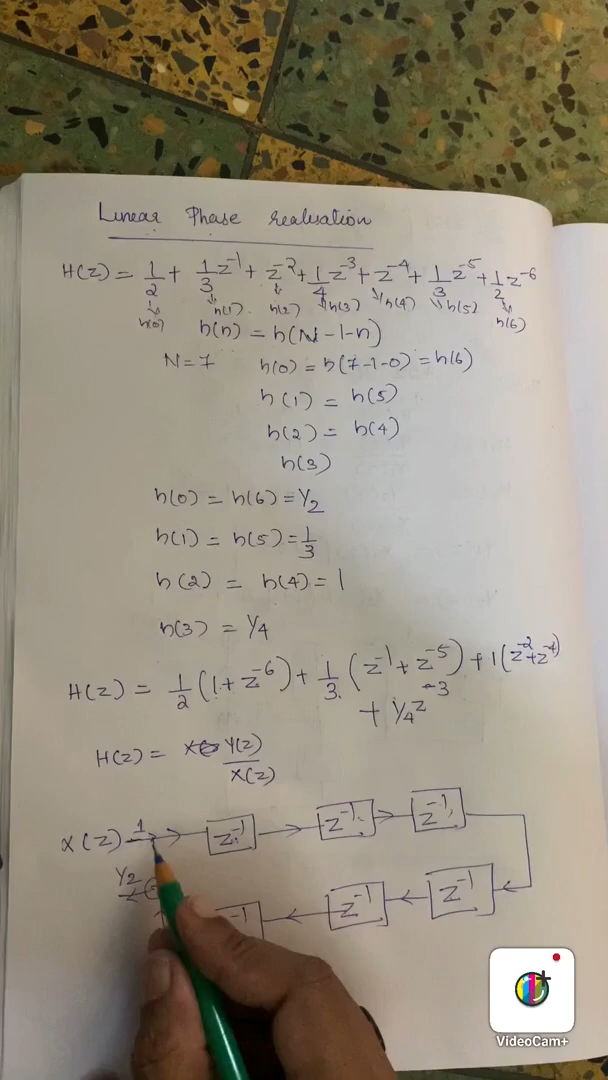 Linear Phase realisation
H(z) = 1/2 + 1/3 z^-1 + z^-2 + 1/4 z^-3 + z^-4 + 1/3 z^-5 + 1/2 z^-6
h(0) h(1) h(2) h(3) h(4) h(5) h(6)
h(n) = h(N-1-n)
N=7 h(0) = h(7-1-0) = h(6)
h(1) = h(5)
h(2) = h(4)
h(3)
h(0) = h(6) = 1/2
h(1) = h(5) = 1/3
h(2) = h(4) = 1
h(3) = 1/4
H(z) = 1/2 (1+z^-6) + 1/3 (z^-1 + z^-5) + 1(z^-2+z^-4)
+ 1/4 z^-3
H(z) = Y(z)/X(z)
X(z) 1 z^-1 z^-1 z^-1
1/2 z^-1 z^-1 z^-1
VideoCam+